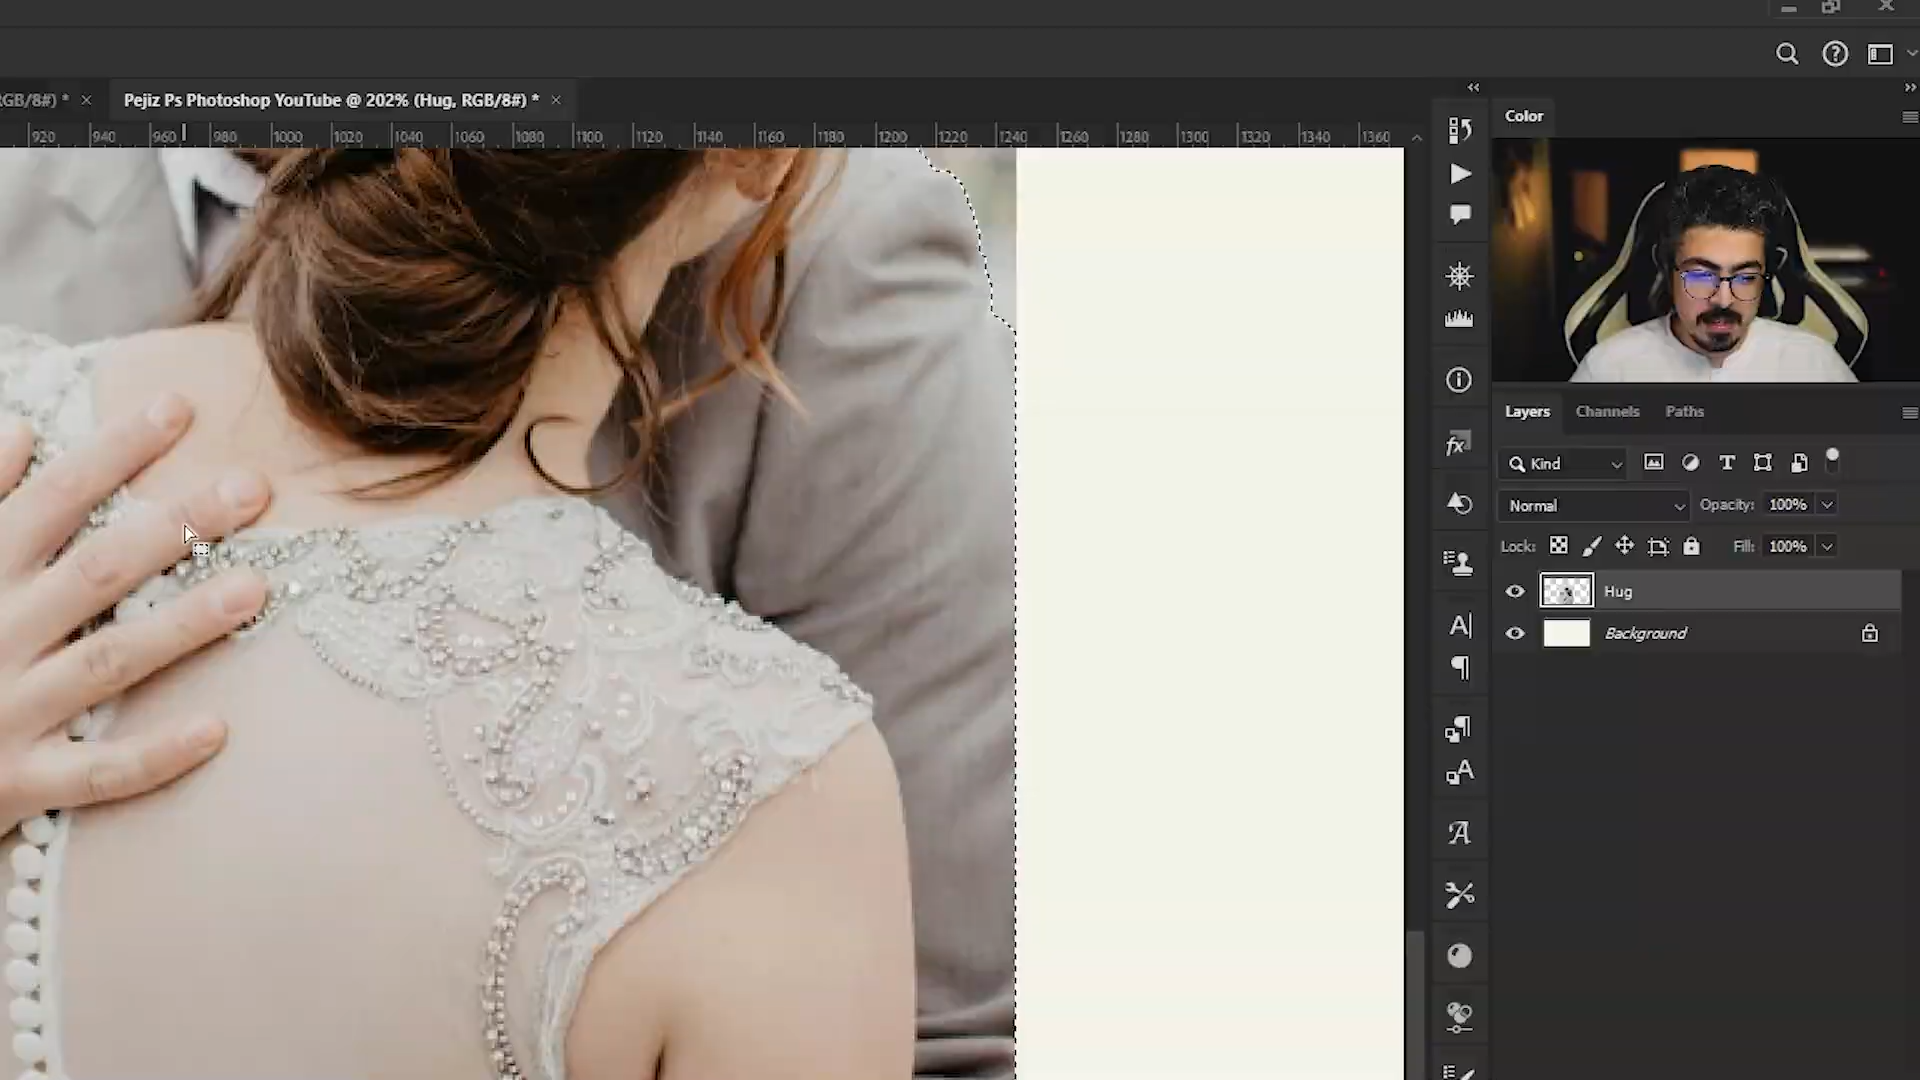 RGB/8#) *
Pejiz Ps Photoshop YouTube @ 202% (Hug, RGB/8#) *
920 940 960 980 1000 1020 1040 1060 1080 1100 1120 1140 1160 1180 1200 1220 1240 1260 1280 1300 1320 1340 1360
Color
Layers Channels Paths
Kind
Normal Opacity: 100%
Lock: Fill: 100%
Hug
Background